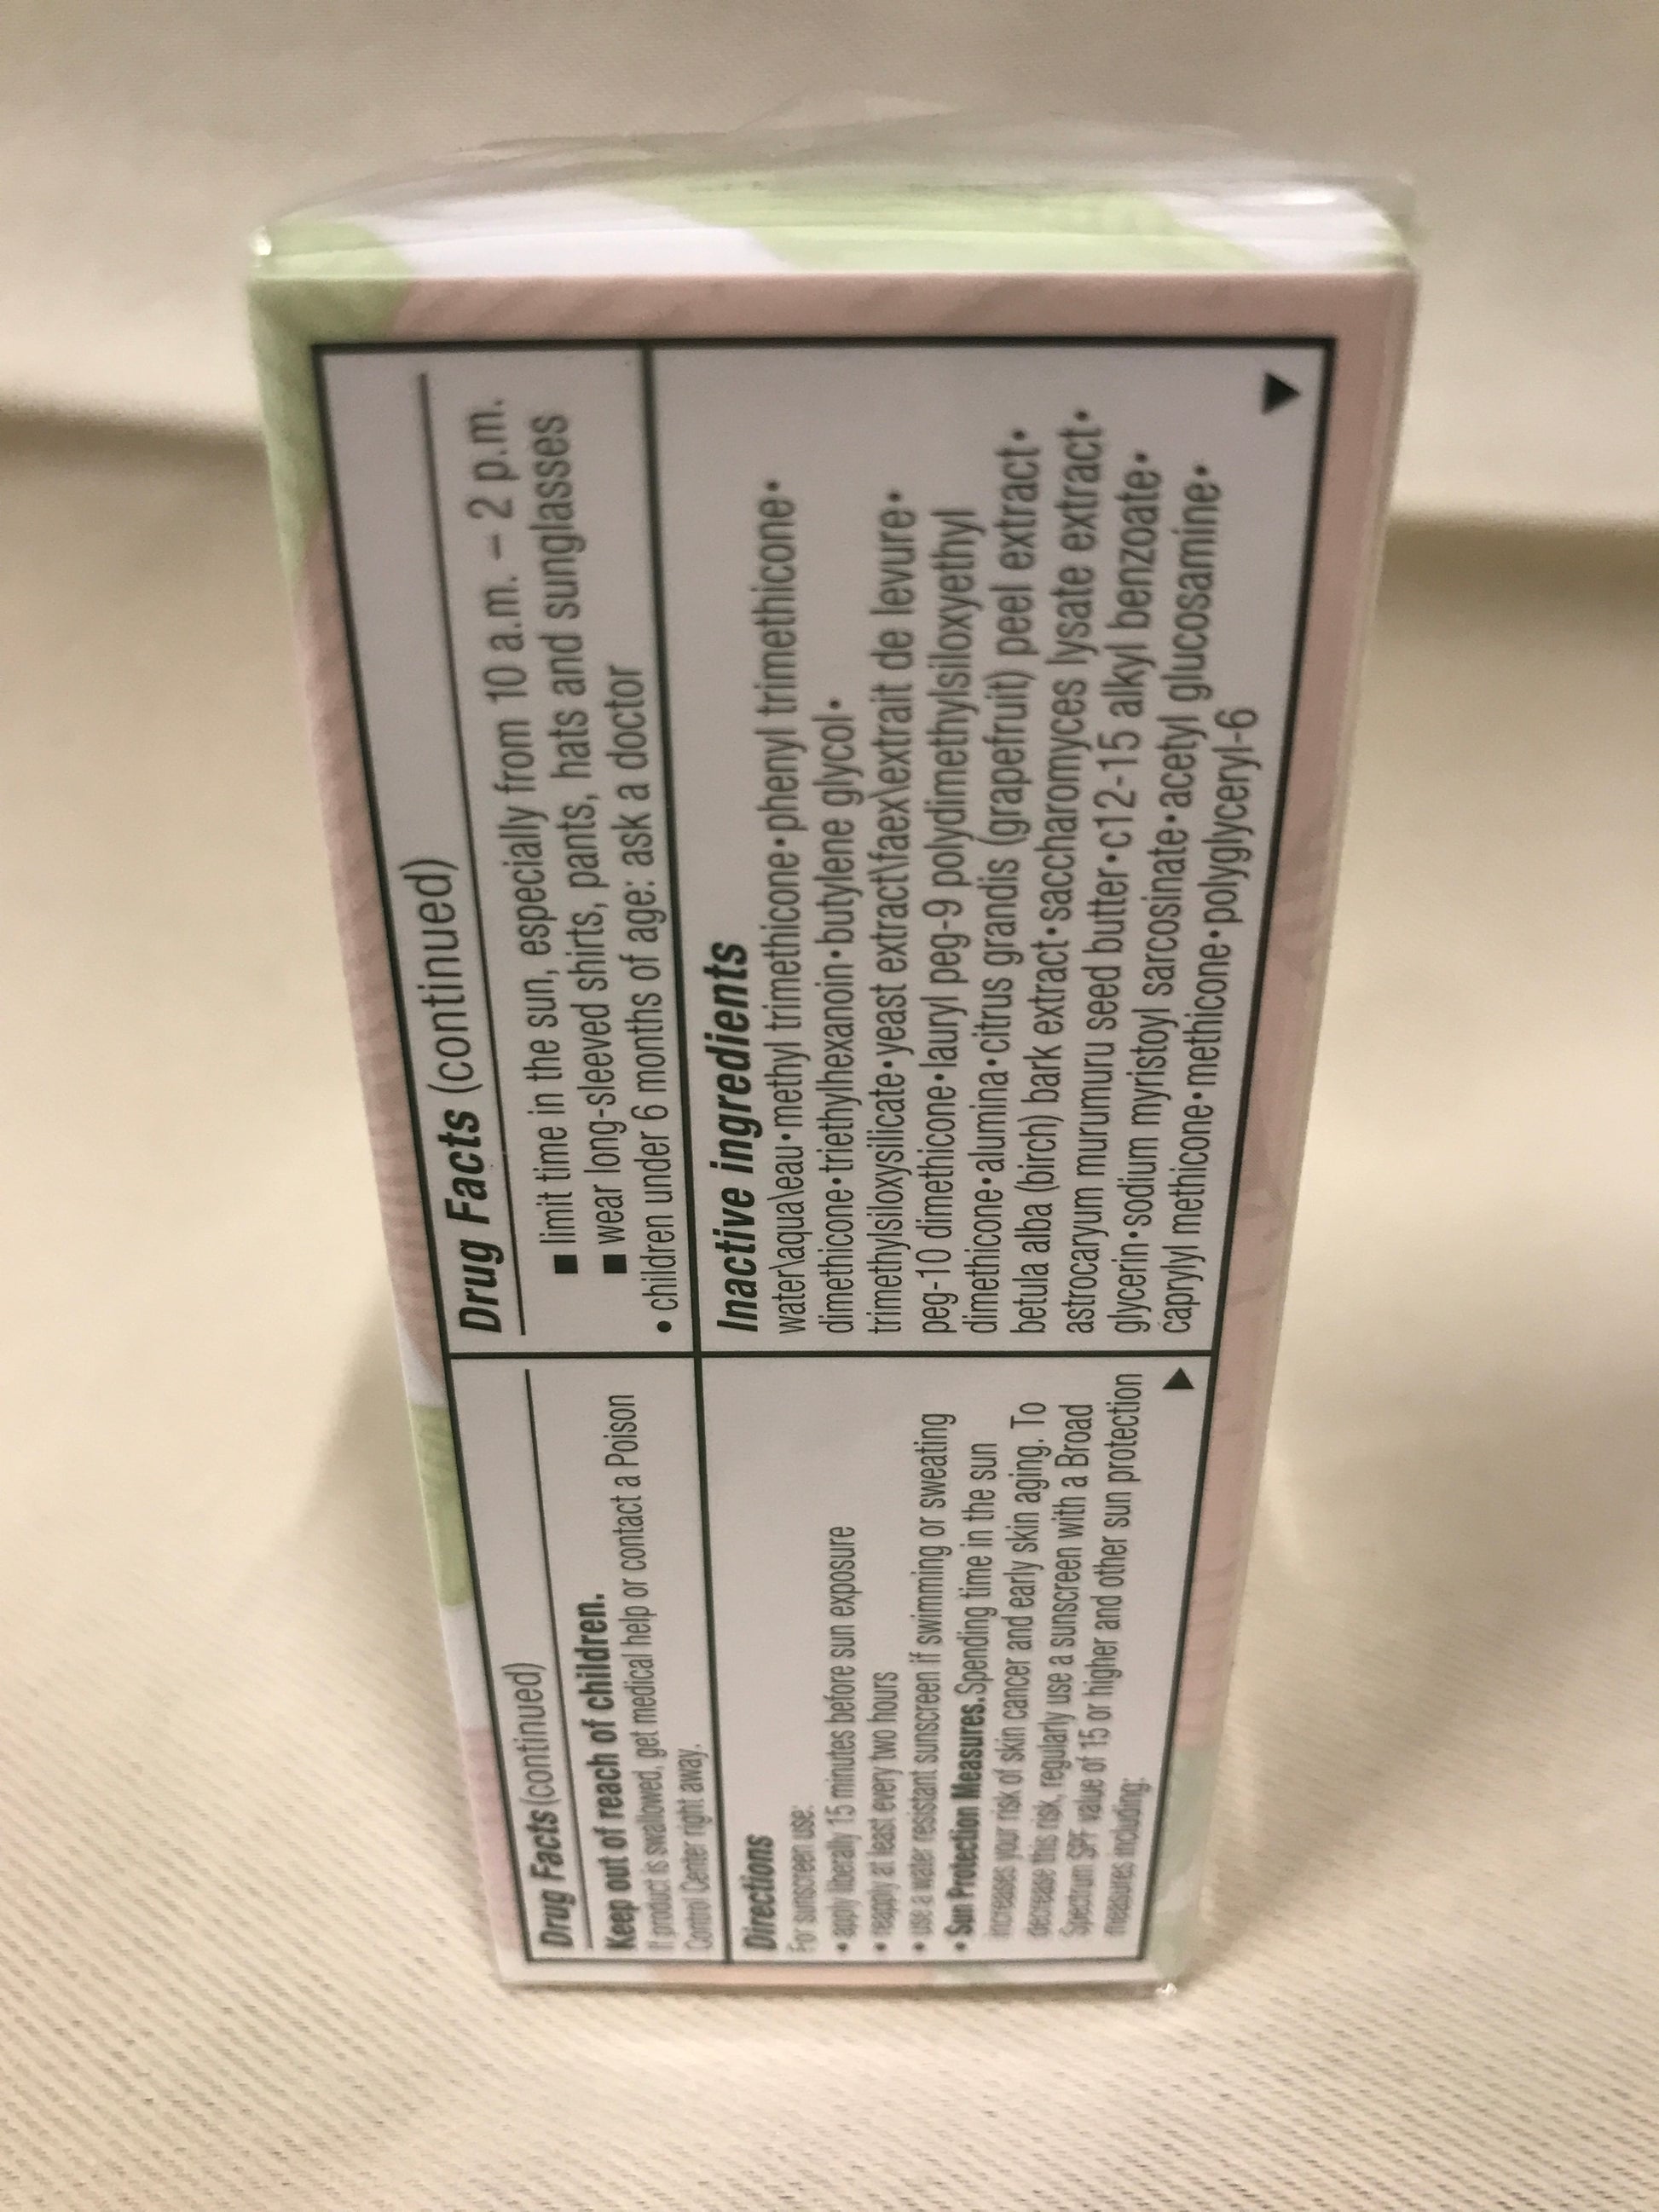 Drug Facts (continued)
Keep out of reach of children.
If product is swallowed, get medical help or contact a Poison
Control Center right away.
Directions
For sunscreen use:
• apply liberally 15 minutes before sun exposure
• reapply at least every two hours
• use a water resistant sunscreen if swimming or sweating
• Sun Protection Measures. Spending time in the sun
increases your risk of skin cancer and early skin aging. To
decrease this risk, regularly use a sunscreen with a Broad
Spectrum SPF value of 15 or higher and other sun protection
measures including:
Drug Facts (continued)
■ limit time in the sun, especially from 10 a.m. – 2 p.m.
■ wear long-sleeved shirts, pants, hats and sunglasses
• children under 6 months of age: ask a doctor
Inactive ingredients
water\aqua\eau•methyl trimethicone•phenyl trimethicone•
dimethicone•triethylhexanoin•butylene glycol•
trimethylsiloxysilicate•yeast extract\faex\extrait de levure•
peg-10 dimethicone•lauryl peg-9 polydimethylsiloxyethyl
dimethicone•alumina•citrus grandis (grapefruit) peel extract•
betula alba (birch) bark extract•saccharomyces lysate extract•
astrocaryum murumuru seed butter•c12-15 alkyl benzoate•
glycerin•sodium myristoyl sarcosinate•acetyl glucosamine•
caprylyl methicone•methicone•polyglyceryl-6